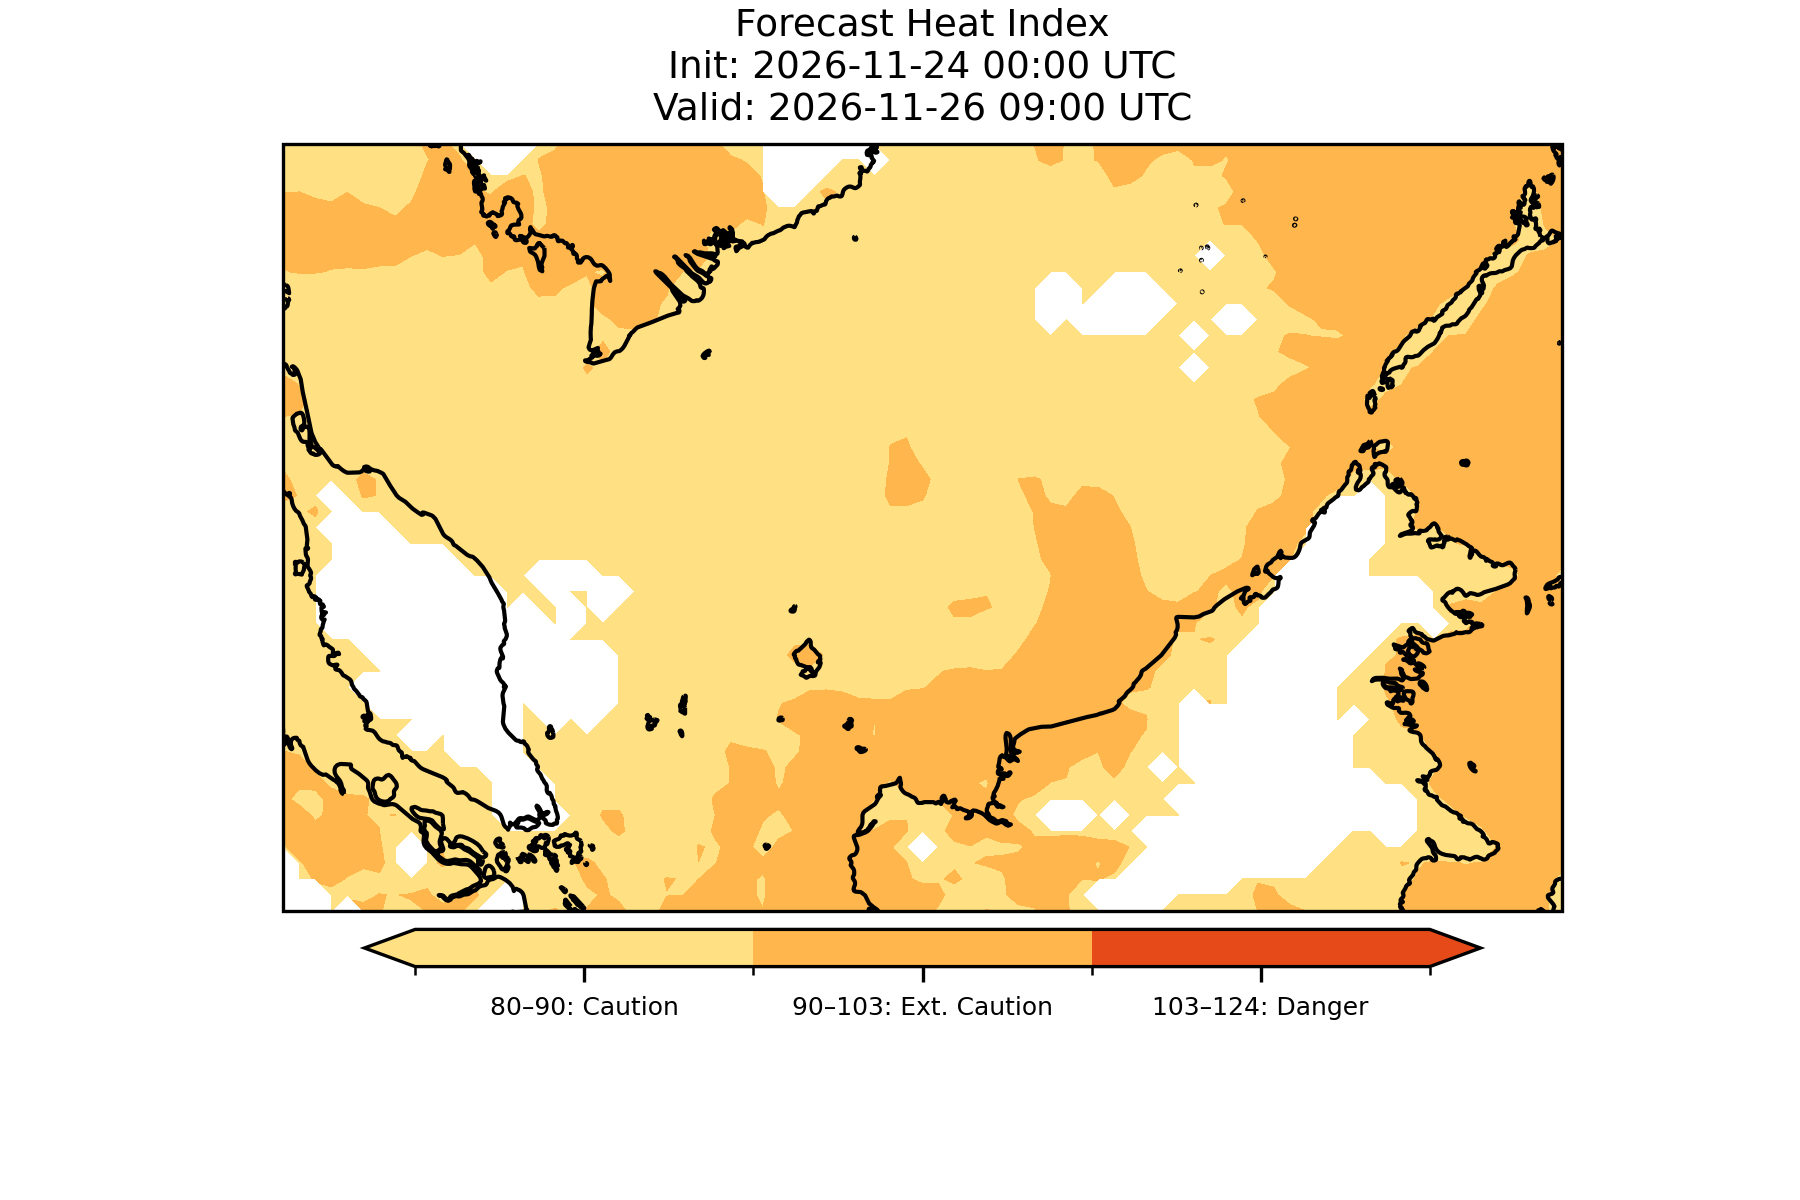 Forecast Heat Index
Init: 2026-11-24 00:00 UTC
Valid: 2026-11-26 09:00 UTC
80–90: Caution
90–103: Ext. Caution
103–124: Danger